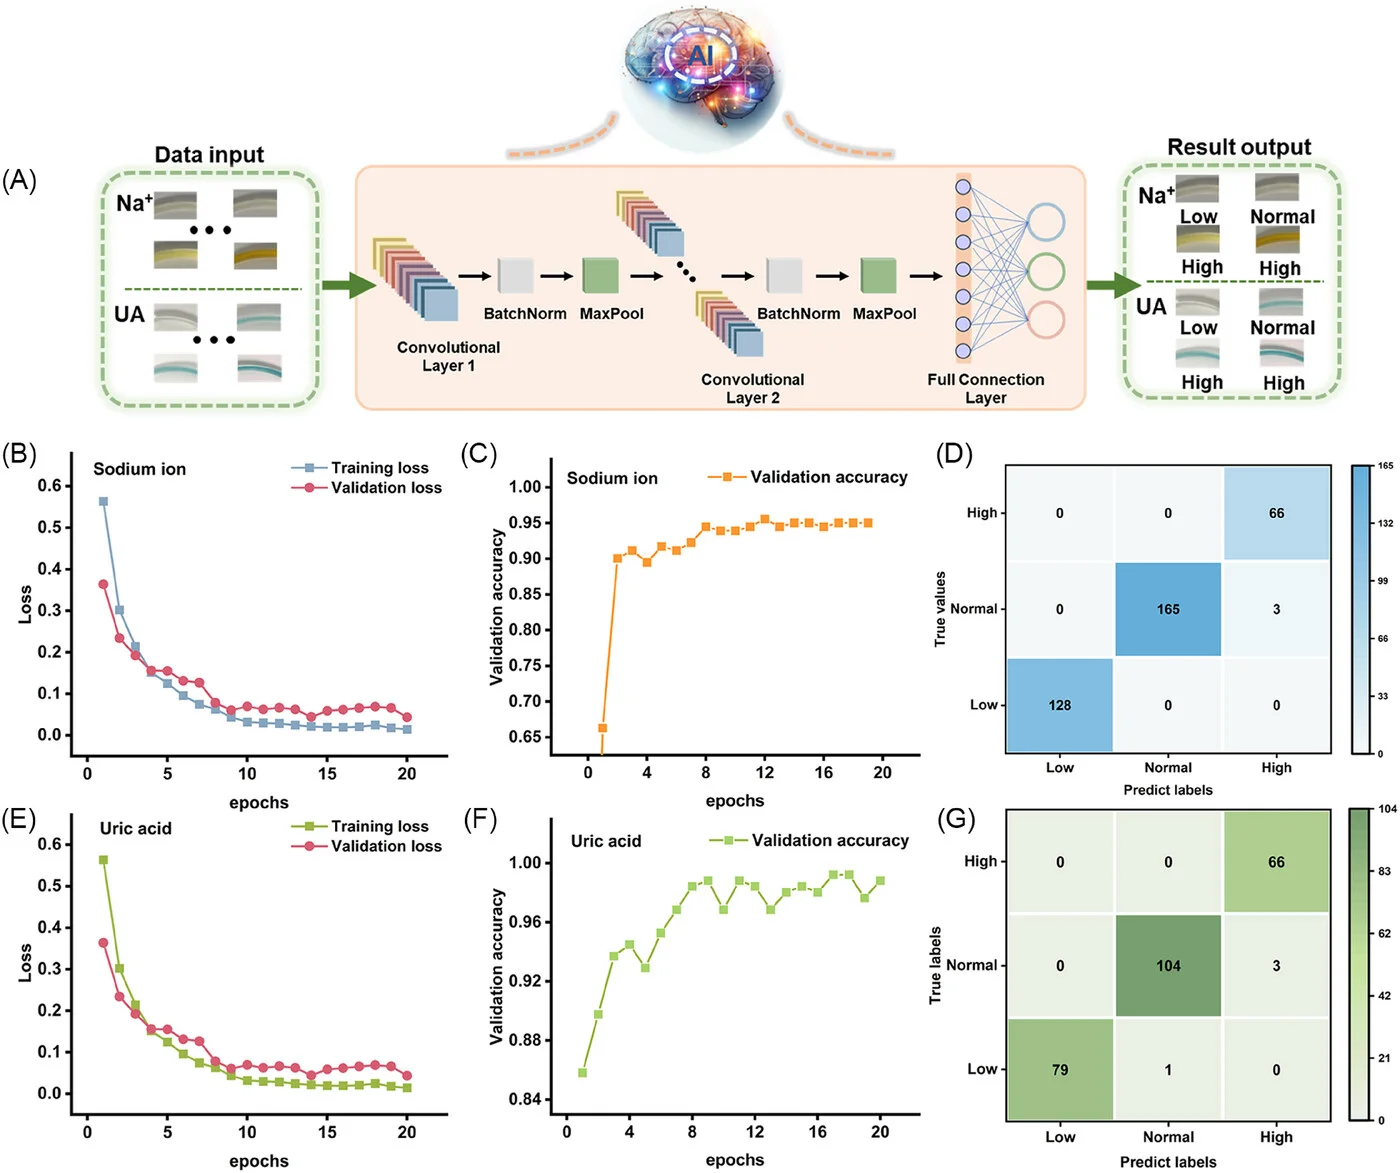 AI
(A)
Data input
Na+
UA
Convolutional
Layer 1
BatchNorm
MaxPool
Convolutional
Layer 2
BatchNorm
MaxPool
Full Connection
Layer
Result output
Na+
Low
Normal
High
High
UA
Low
Normal
High
High
(B)
Sodium ion
Training loss
Validation loss
Loss
0.6
0.5
0.4
0.3
0.2
0.1
0.0
0 5 10 15 20
epochs
(C)
Sodium ion
Validation accuracy
Validation accuracy
1.00
0.95
0.90
0.85
0.80
0.75
0.70
0.65
0 4 8 12 16 20
epochs
(D)
True values
High 0 0 66
Normal 0 165 3
Low 128 0 0
Low Normal High
Predict labels
165
132
99
66
33
0
(E)
Uric acid
Training loss
Validation loss
Loss
0.6
0.5
0.4
0.3
0.2
0.1
0.0
0 5 10 15 20
epochs
(F)
Uric acid
Validation accuracy
Validation accuracy
1.00
0.96
0.92
0.88
0.84
0 4 8 12 16 20
epochs
(G)
True labels
High 0 0 66
Normal 0 104 3
Low 79 1 0
Low Normal High
Predict labels
104
83
62
42
21
0